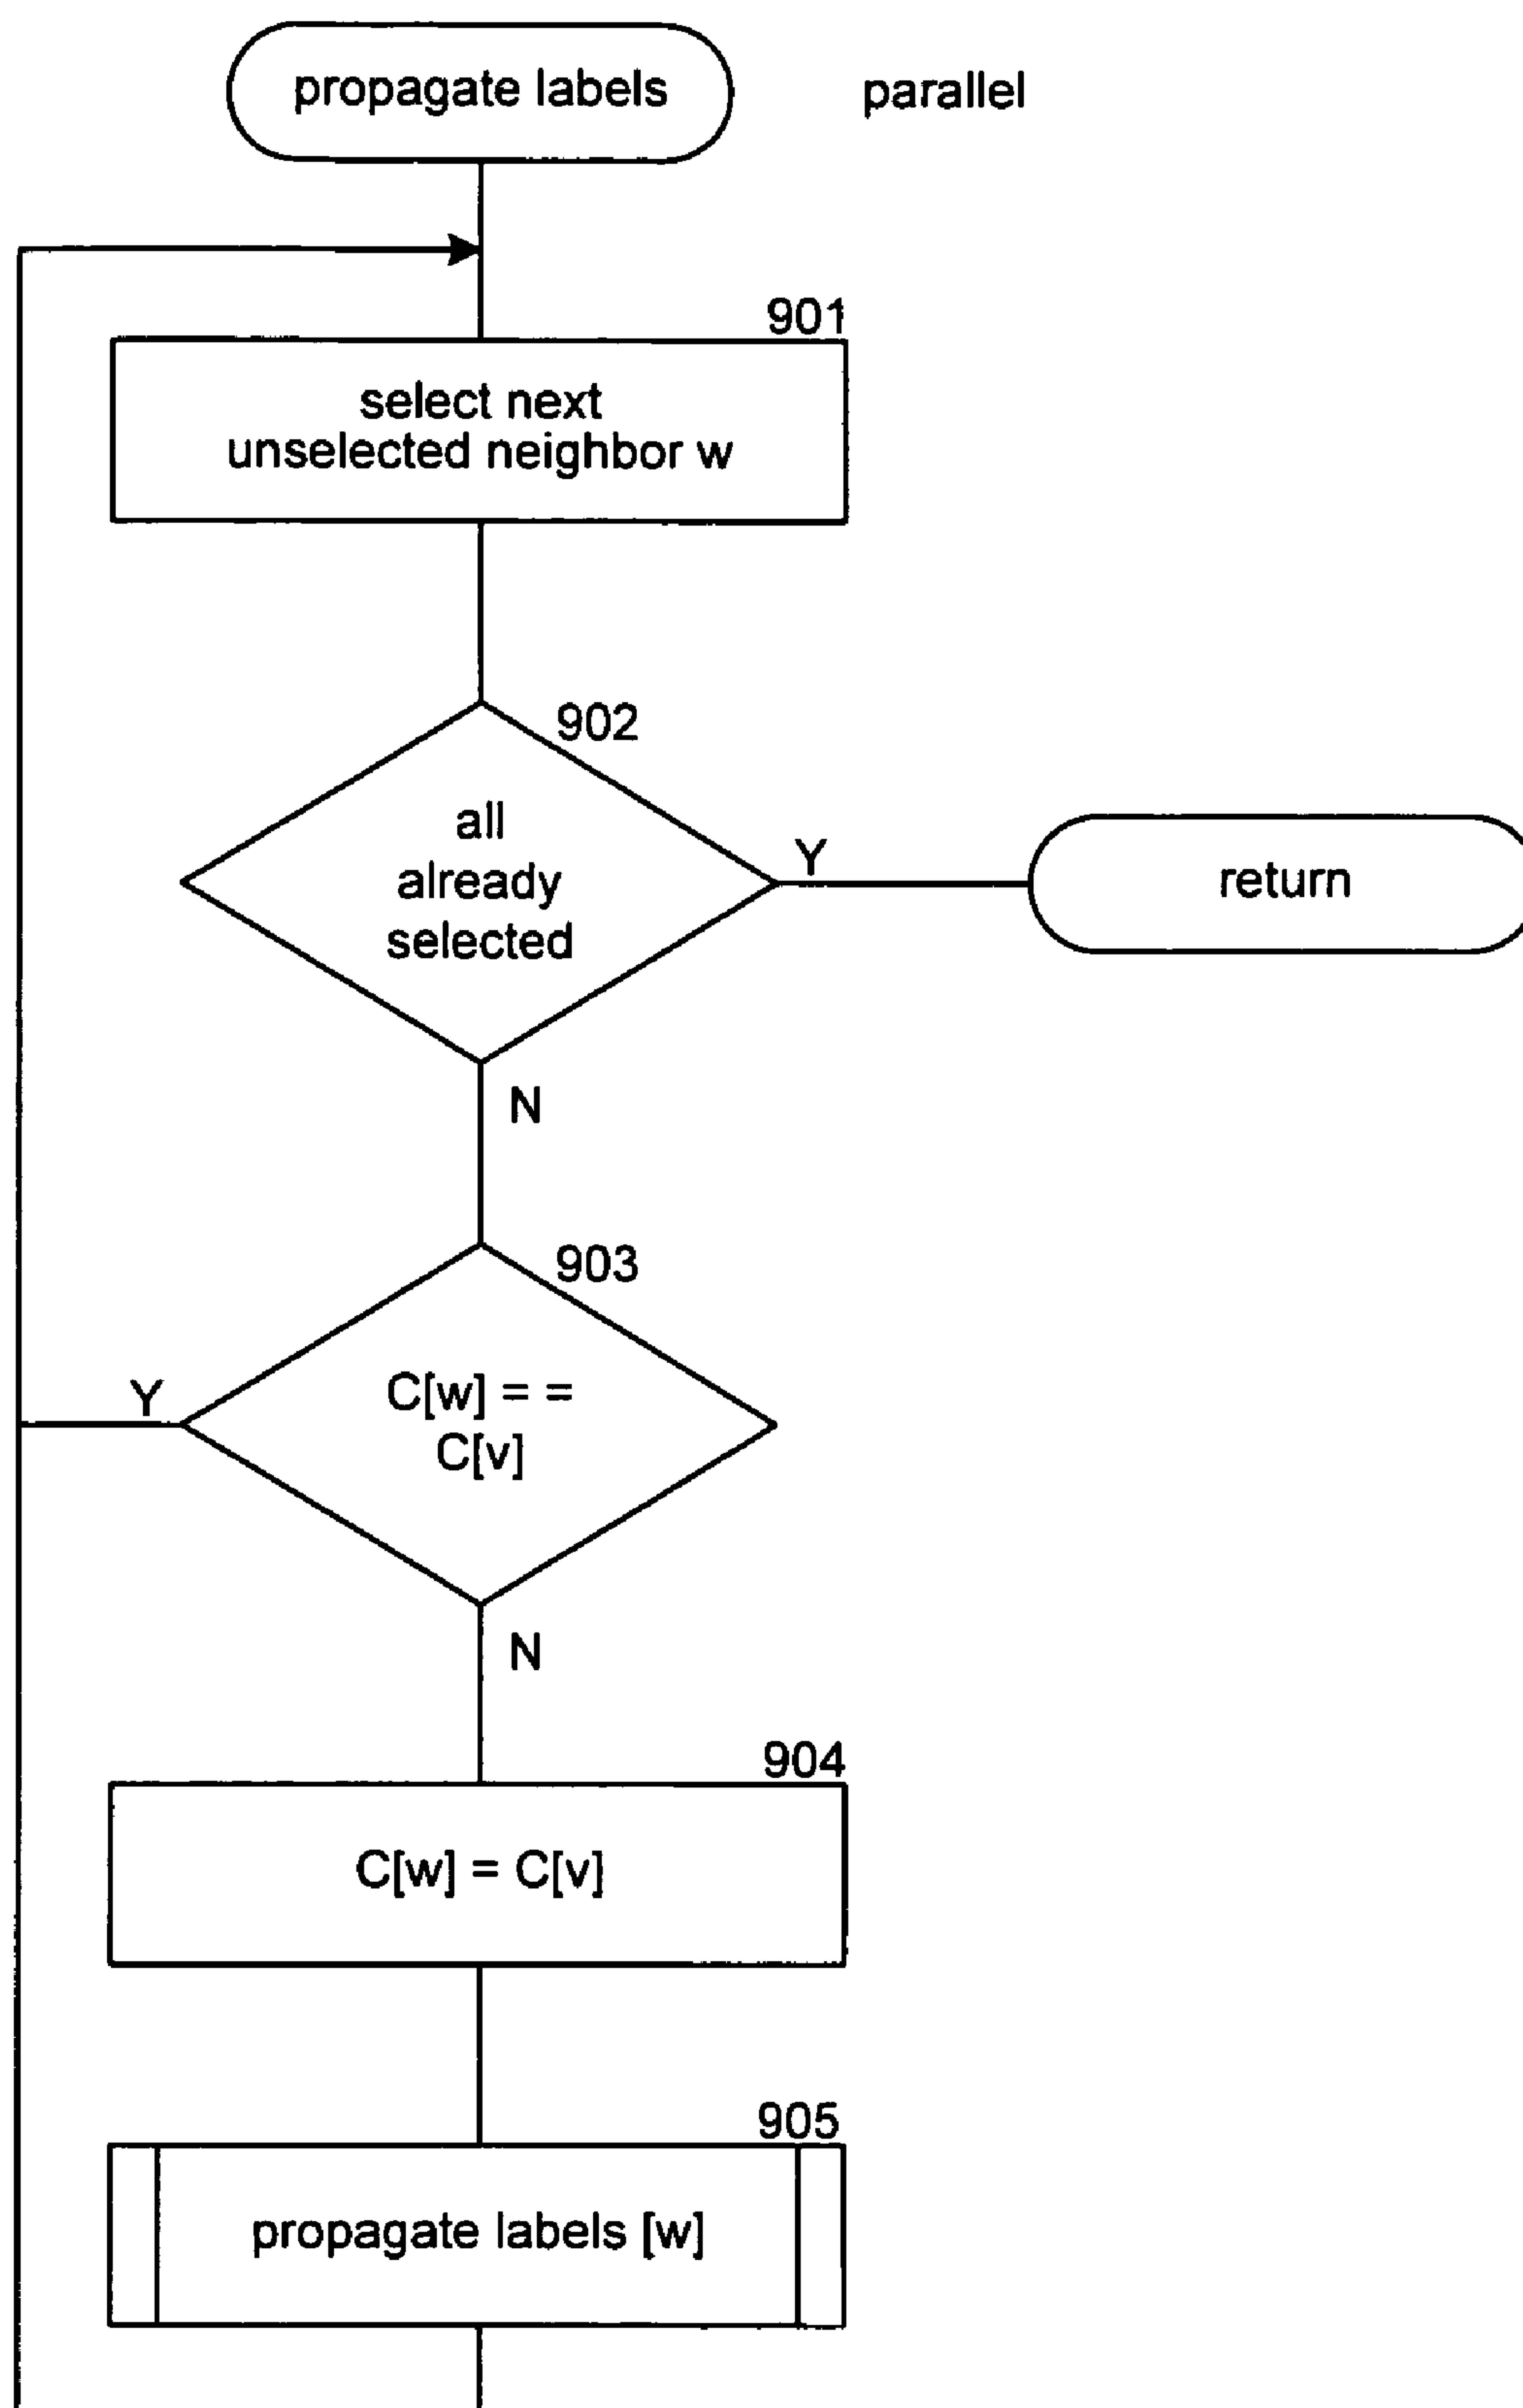 propagate labels
parallel
901
select next
unselected neighbor w
902
all
already
selected
Y
return
N
903
C[w] = =
C[v]
Y
N
904
C[w] = C[v]
905
propagate labels [w]